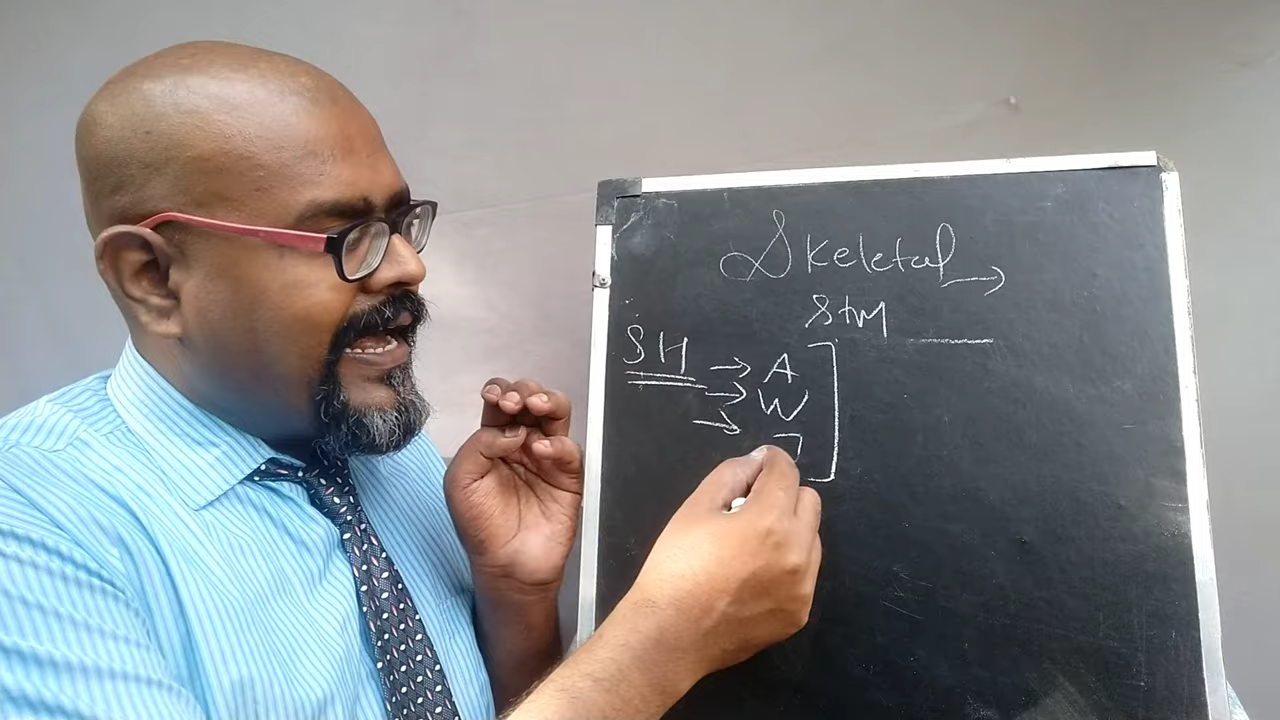 Skeletal →
Stm
SH → A
→ W
→